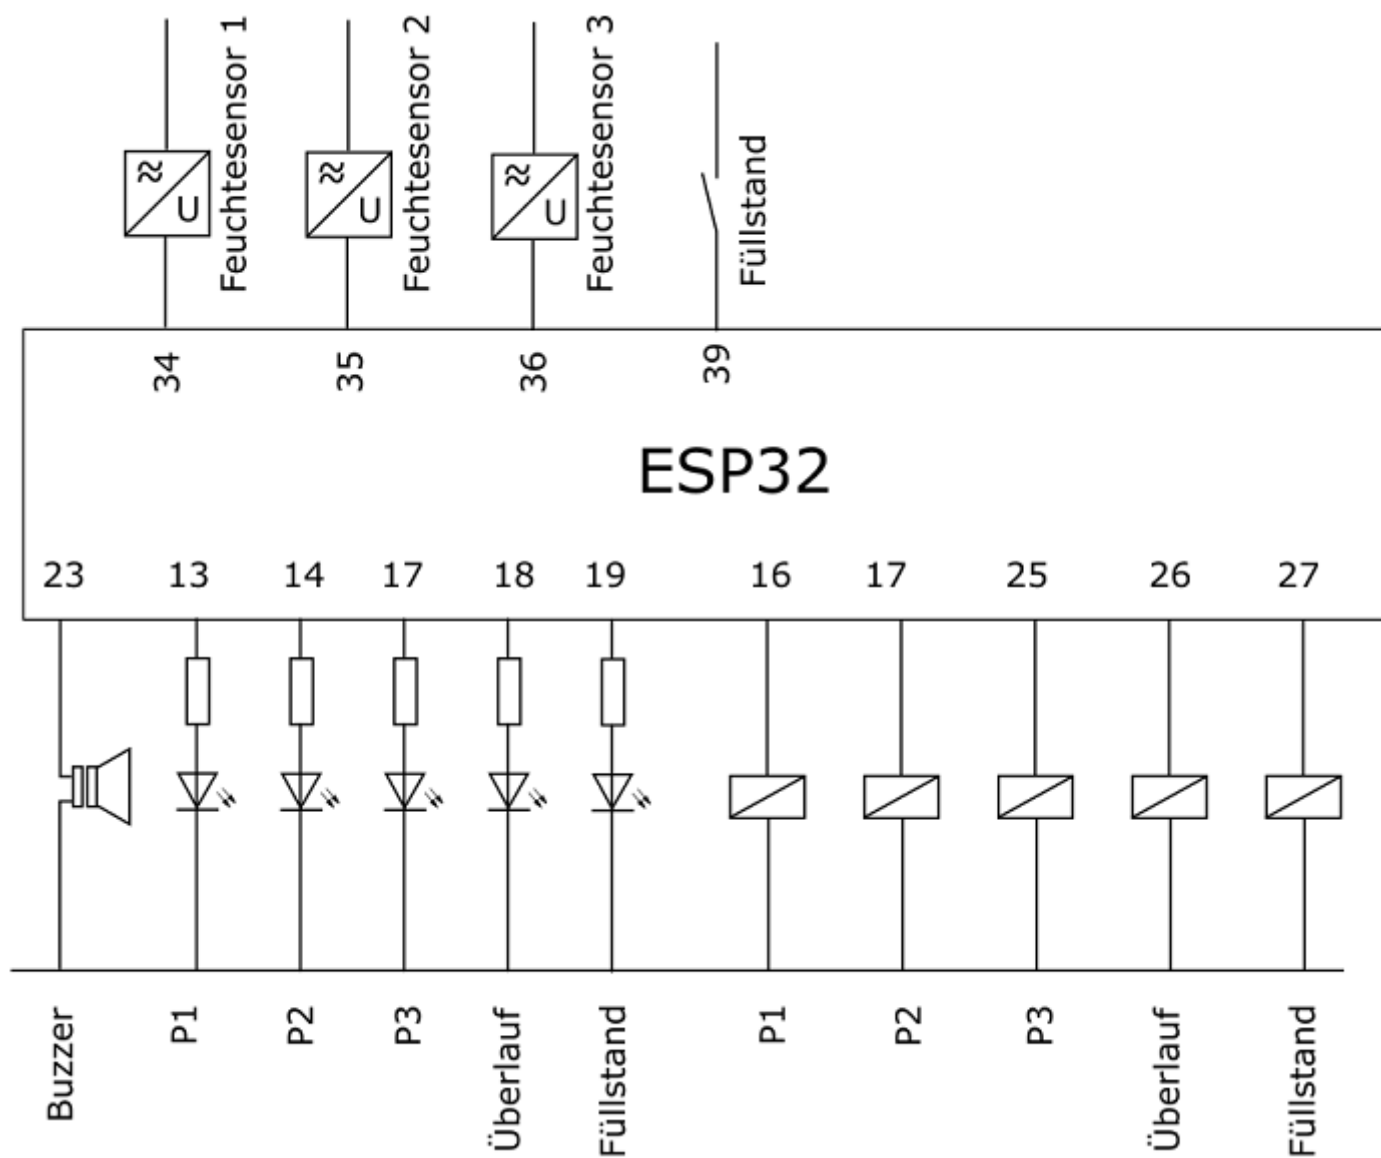 Feuchtesensor 1
Feuchtesensor 2
Feuchtesensor 3
Füllstand
≈
U
≈
U
≈
U
34
35
36
39
ESP32
23
13
14
17
18
19
16
17
25
26
27
Buzzer
P1
P2
P3
Überlauf
Füllstand
P1
P2
P3
Überlauf
Füllstand